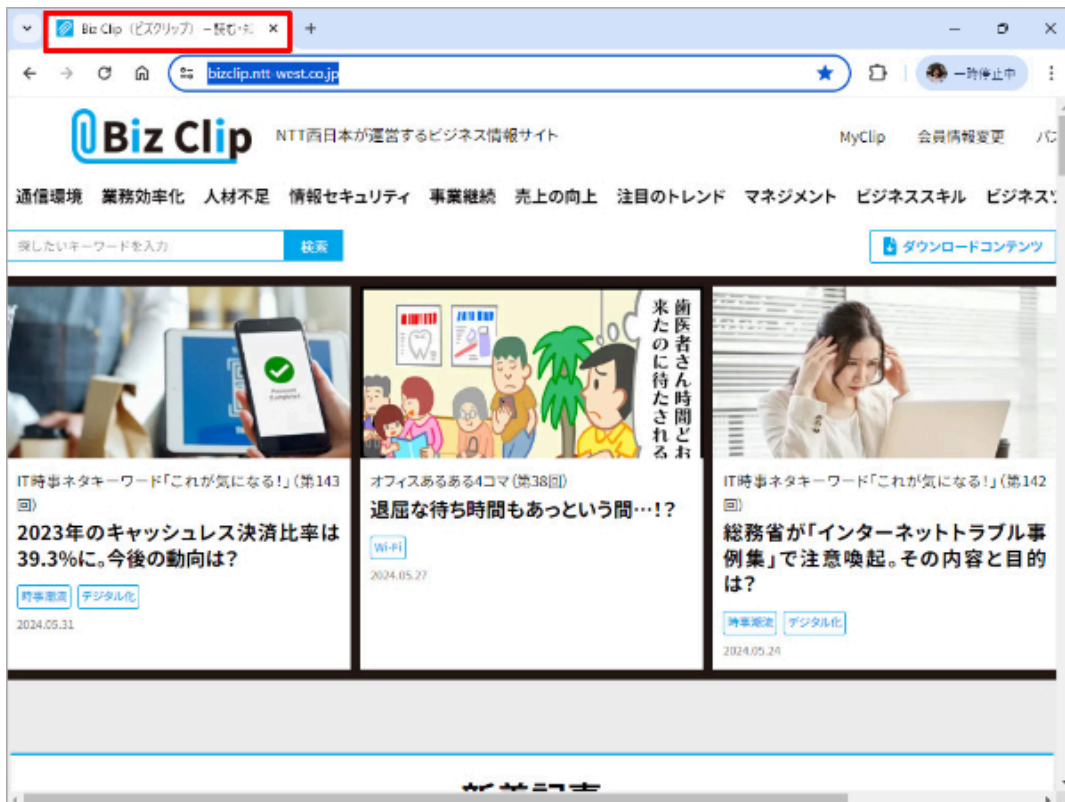 Biz Clip（ビズクリップ） – 読む・知
bizclip.ntt-west.co.jp
一時停止中
Biz Clip
NTT西日本が運営するビジネス情報サイト
MyClip 会員情報変更
通信環境 業務効率化 人材不足 情報セキュリティ 事業継続 売上の向上 注目のトレンド マネジメント ビジネススキル ビジネス
探したいキーワードを入力
検索
ダウンロードコンテンツ
歯医者さん時間どお
来たのに待たされる
IT時事ネタキーワード「これが気になる！」（第143
回）
2023年のキャッシュレス決済比率は
39.3%に。今後の動向は？
時事潮流 デジタル化
2024.05.31
オフィスあるある4コマ（第38回）
退屈な待ち時間もあっという間…！？
Wi-Fi
2024.05.27
IT時事ネタキーワード「これが気になる！」（第142
回）
総務省が「インターネットトラブル事
例集」で注意喚起。その内容と目的
は？
時事潮流 デジタル化
2024.05.24